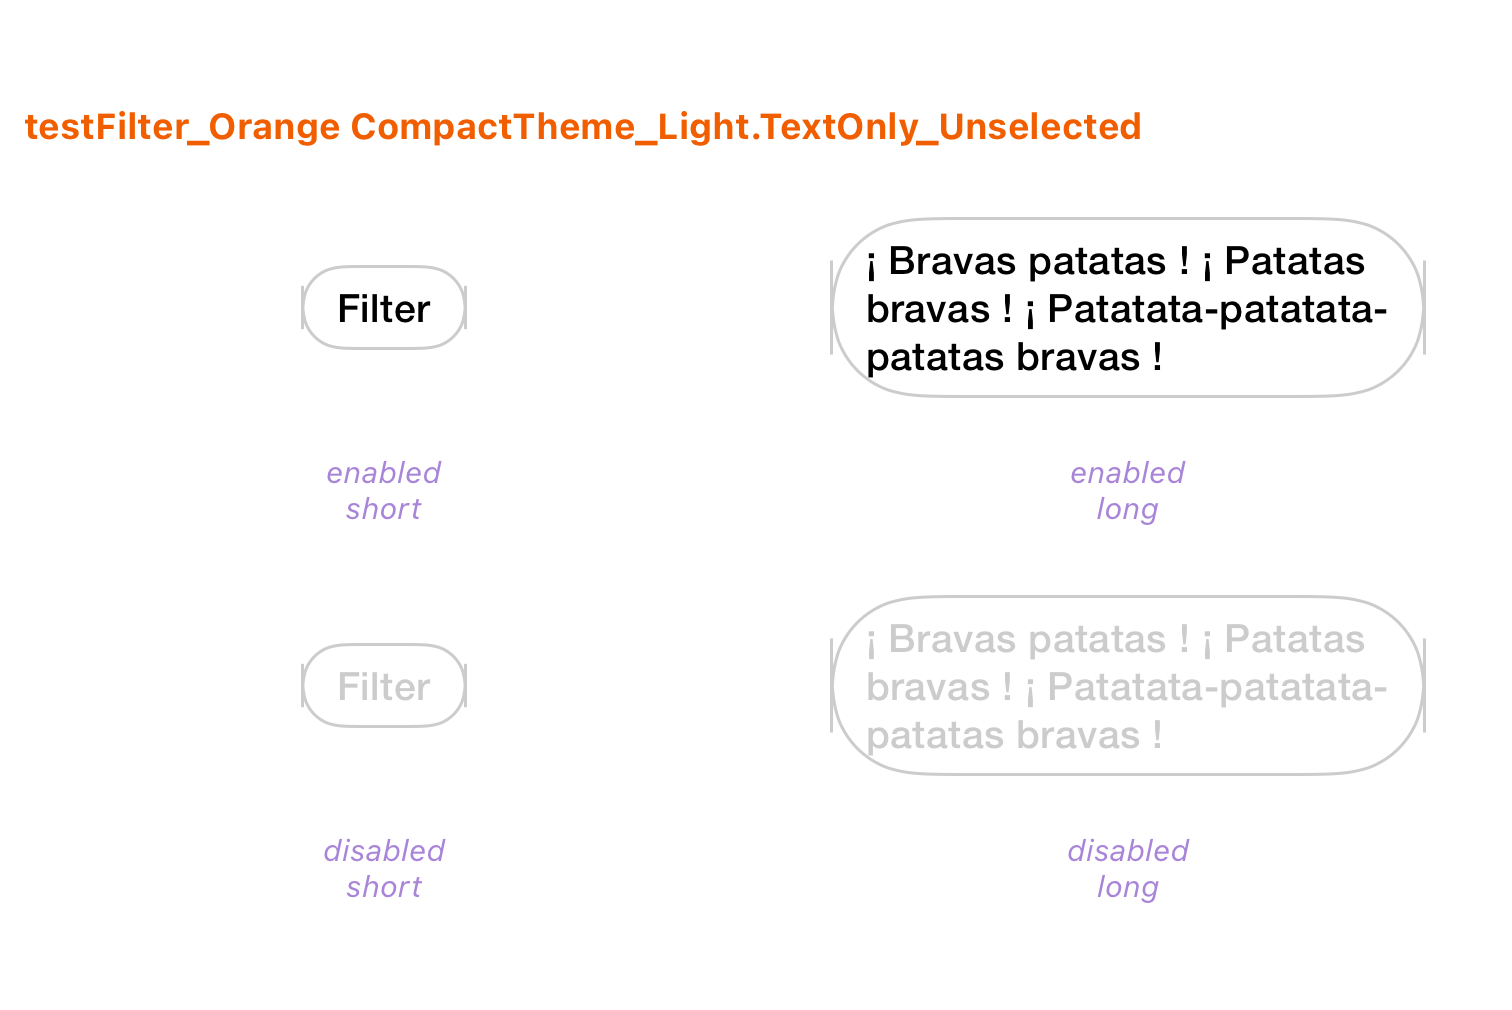 testFilter_Orange CompactTheme_Light.TextOnly_Unselected
Filter
¡ Bravas patatas ! ¡ Patatas
bravas ! ¡ Patatata-patatata-
patatas bravas !
enabled
short
enabled
long
Filter
¡ Bravas patatas ! ¡ Patatas
bravas ! ¡ Patatata-patatata-
patatas bravas !
disabled
short
disabled
long